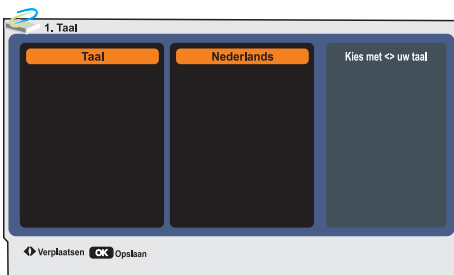 1. Taal
Taal
Nederlands
Kies met <> uw taal
Verplaatsen OK Opslaan